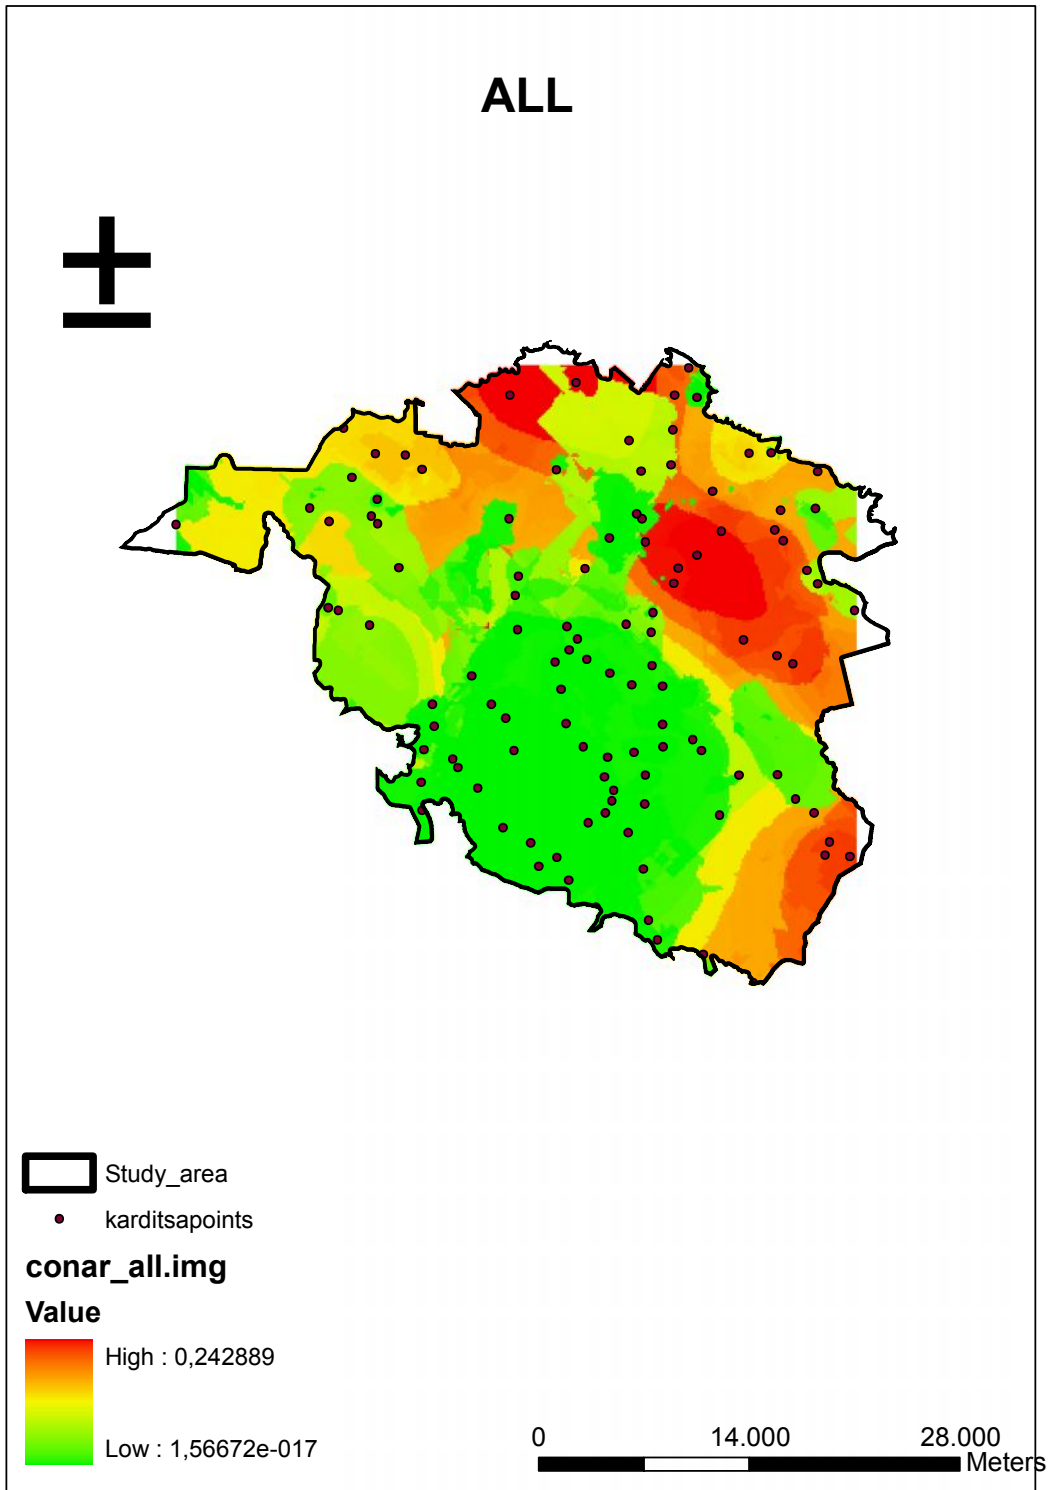 ALL
±
Study_area
karditsapoints
conar_all.img
Value
High : 0,242889
Low : 1,56672e-017
0 14.000 28.000
Meters